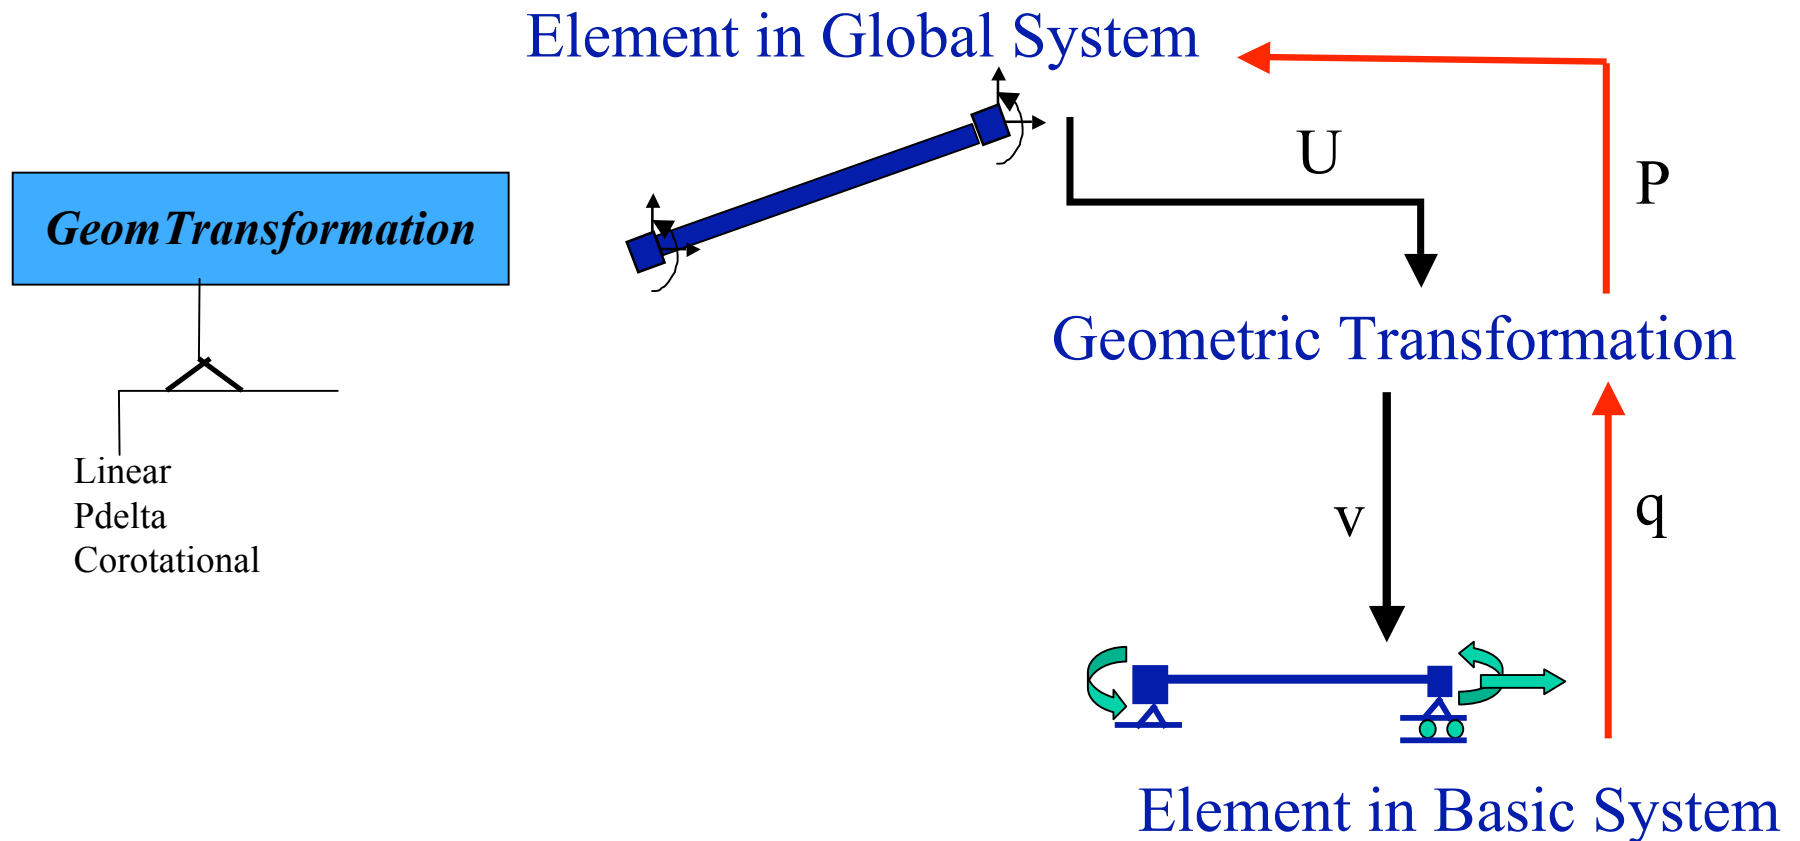 Element in Global System
U
P
GeomTransformation
Geometric Transformation
Linear
Pdelta
Corotational
v
q
Element in Basic System